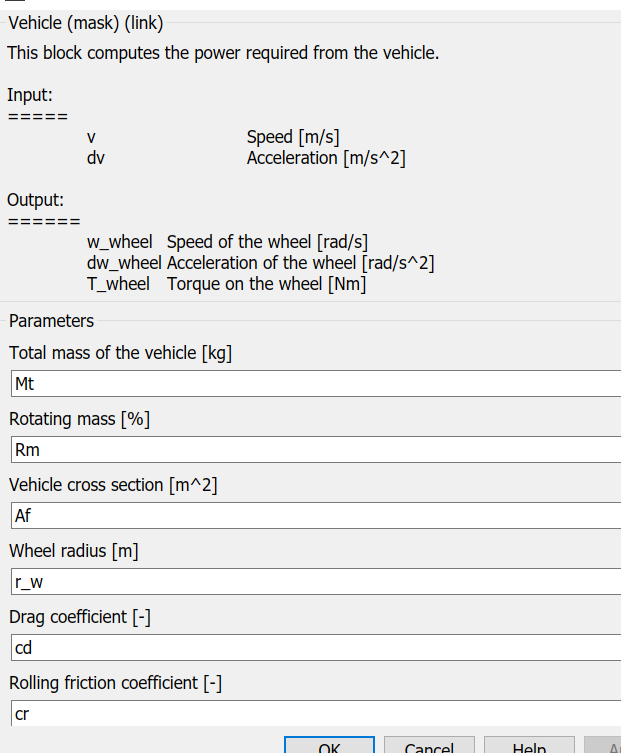 Vehicle (mask) (link)
This block computes the power required from the vehicle.
Input:
=====
v Speed [m/s]
dv Acceleration [m/s^2]
Output:
======
w_wheel Speed of the wheel [rad/s]
dw_wheel Acceleration of the wheel [rad/s^2]
T_wheel Torque on the wheel [Nm]
Parameters
Total mass of the vehicle [kg]
Mt
Rotating mass [%]
Rm
Vehicle cross section [m^2]
Af
Wheel radius [m]
r_w
Drag coefficient [-]
cd
Rolling friction coefficient [-]
cr
OK Cancel Help